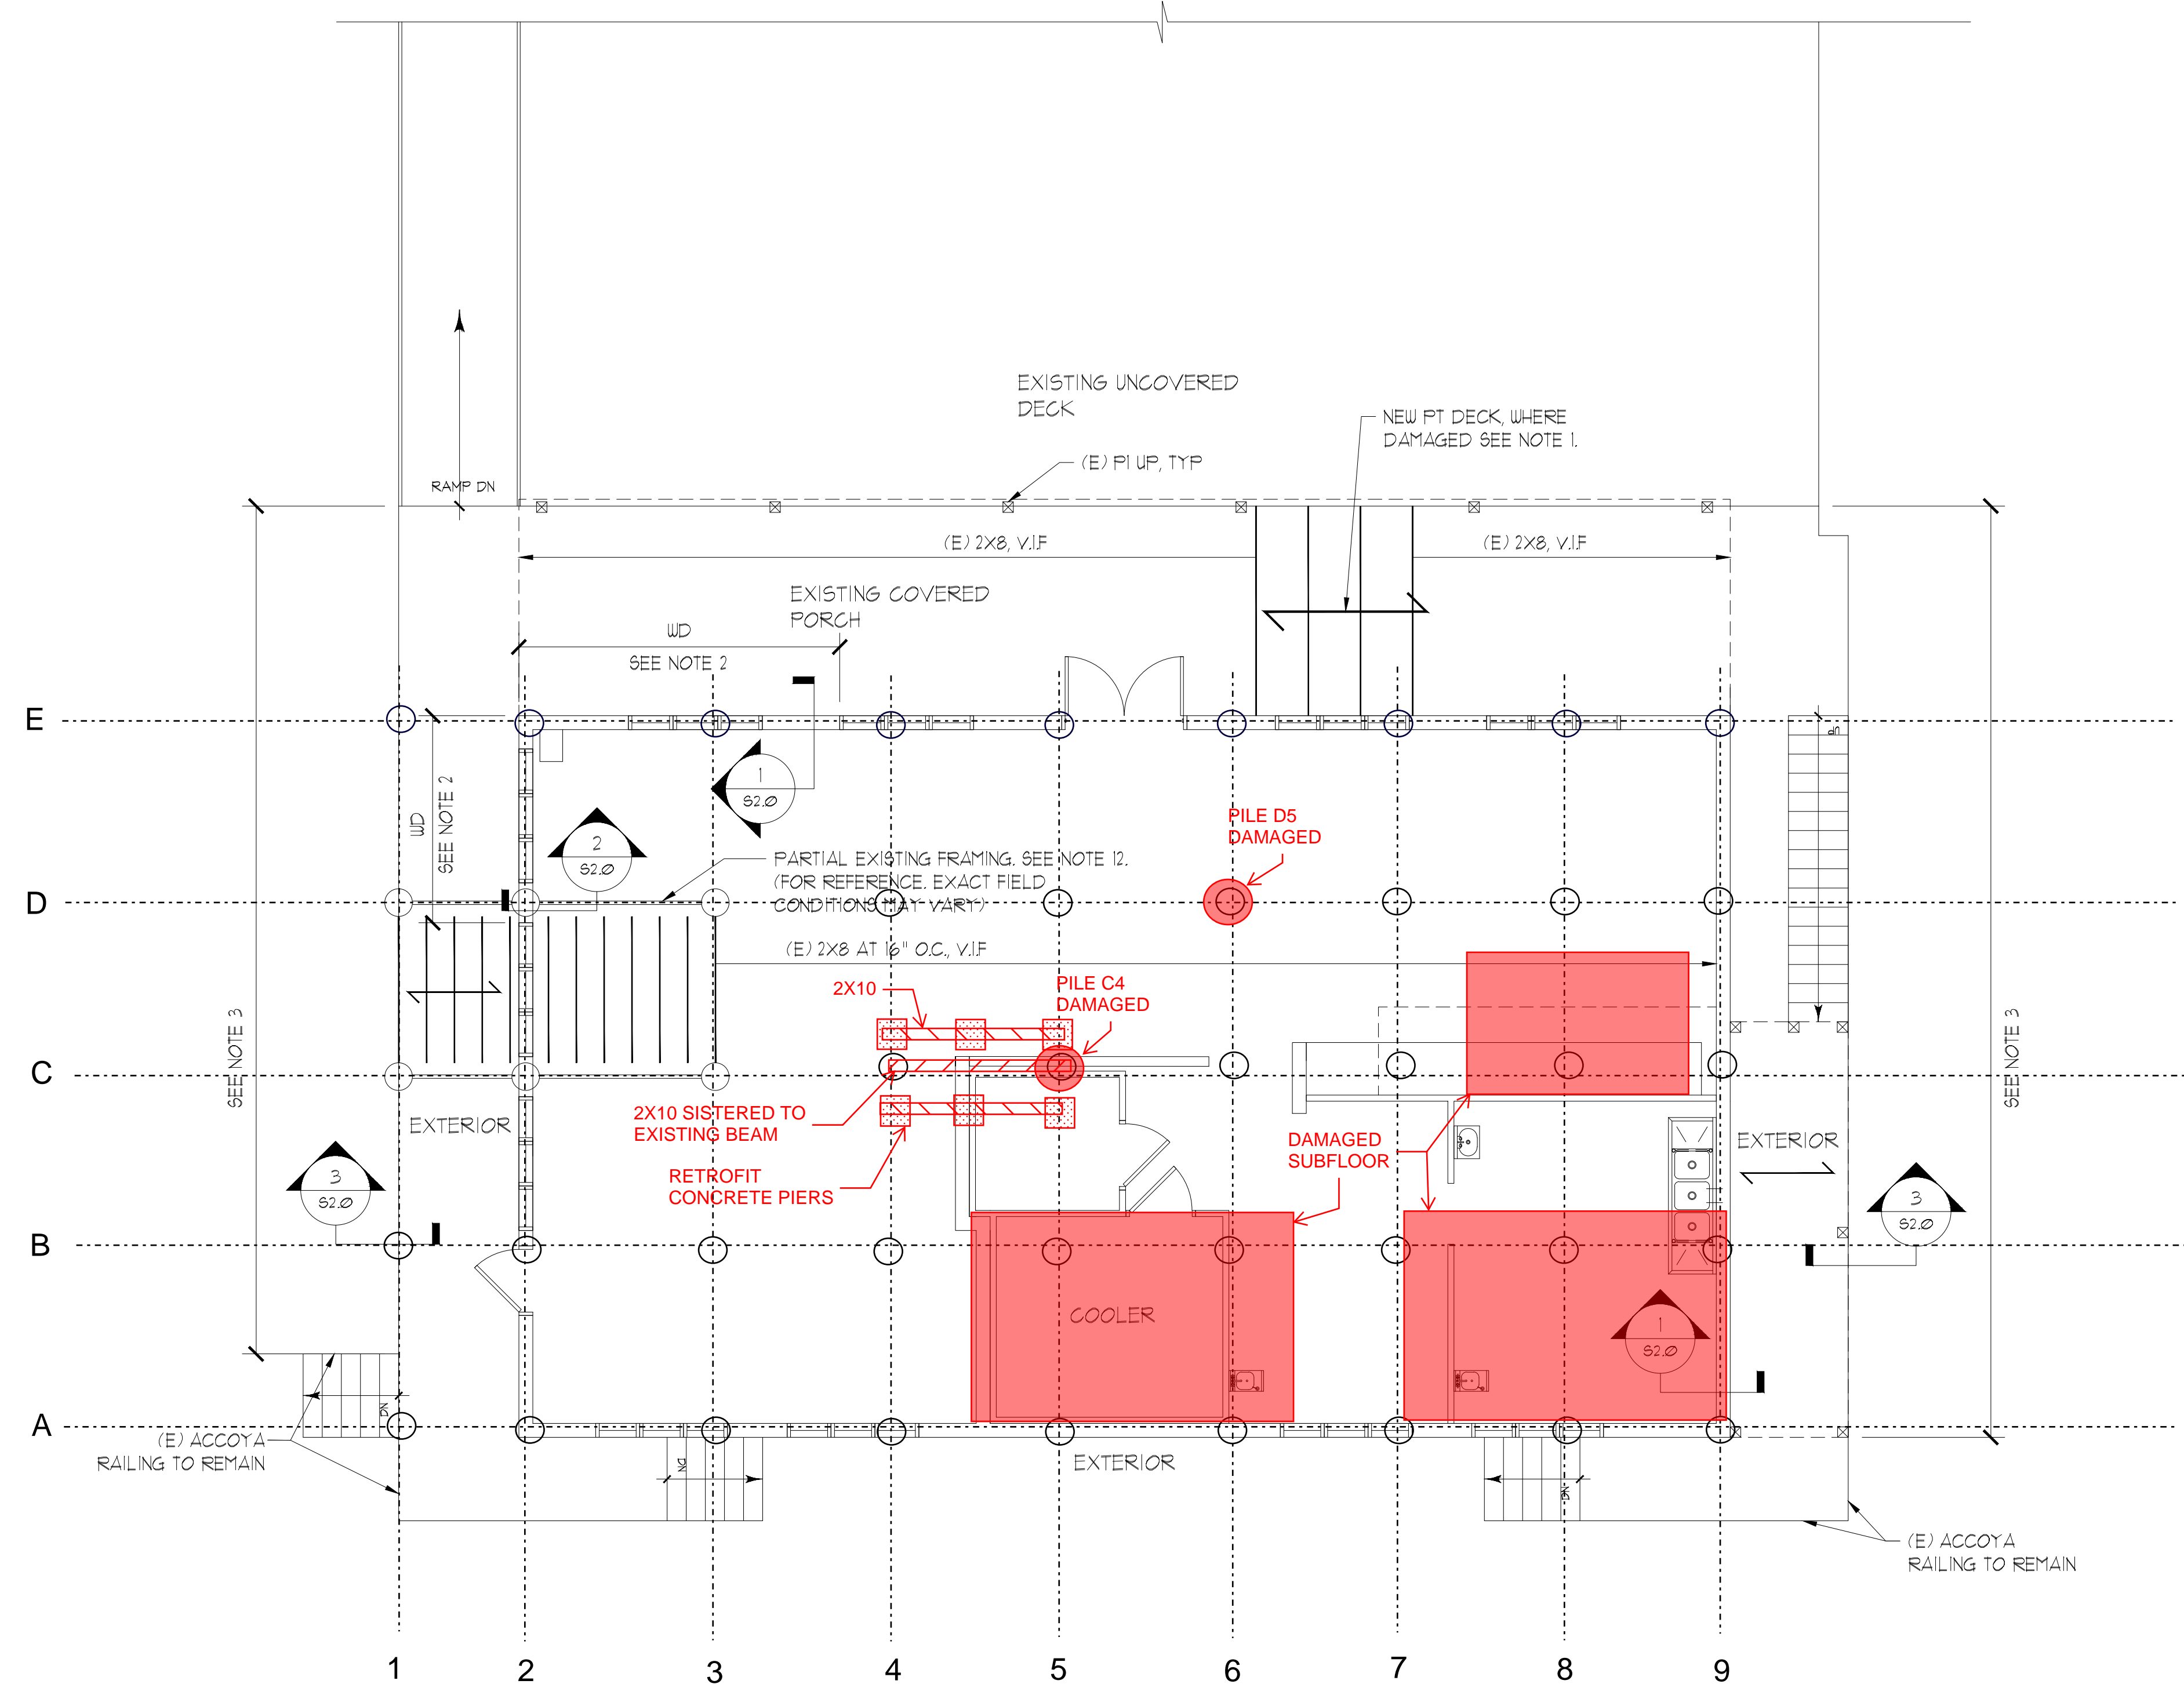 EXISTING UNCOVERED
DECK
NEW PT DECK, WHERE
DAMAGED SEE NOTE 1.
(E) P1 UP, TYP
RAMP DN
(E) 2X8, V.I.F
(E) 2X8, V.I.F
EXISTING COVERED
PORCH
WD
SEE NOTE 2
E
WD
SEE NOTE 2
1
S2.0
2
S2.0
DN
PILE D5
DAMAGED
PARTIAL EXISTING FRAMING. SEE NOTE 12.
(FOR REFERENCE. EXACT FIELD
CONDITIONS MAY VARY)
D
(E) 2X8 AT 16" O.C., V.I.F
2X10
PILE C4
DAMAGED
SEE NOTE 3
SEE NOTE 3
C
2X10 SISTERED TO
EXISTING BEAM
EXTERIOR
DAMAGED
SUBFLOOR
EXTERIOR
RETROFIT
CONCRETE PIERS
3
S2.0
3
S2.0
B
COOLER
1
S2.0
DN
A
(E) ACCOYA
RAILING TO REMAIN
DN
EXTERIOR
DN
(E) ACCOYA
RAILING TO REMAIN
1
2
3
4
5
6
7
8
9